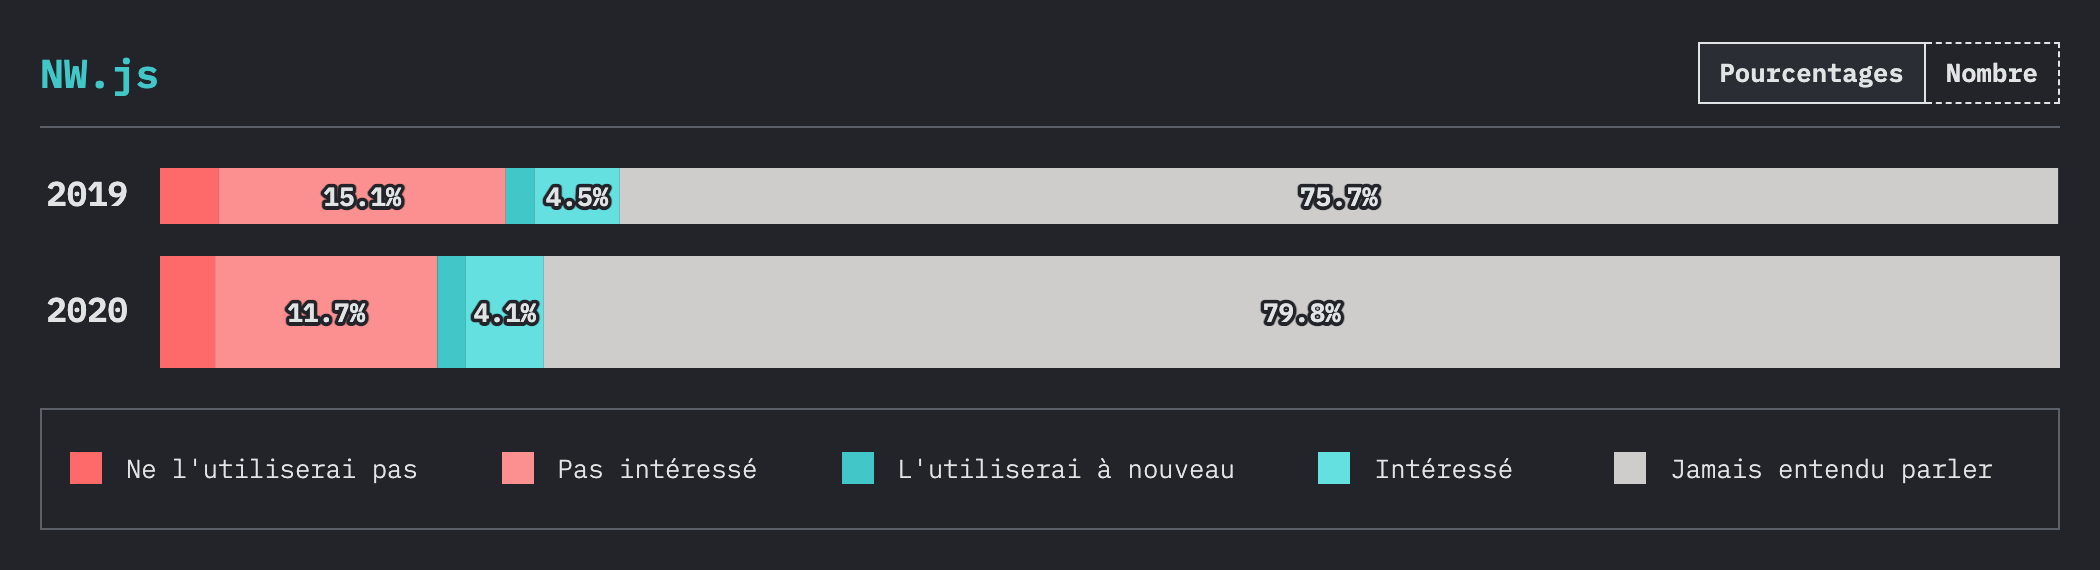 NW.js
Pourcentages Nombre
2019 15.1% 4.5% 75.7%
2020 11.7% 4.1% 79.8%
Ne l'utiliserai pas Pas intéressé L'utiliserai à nouveau Intéressé Jamais entendu parler